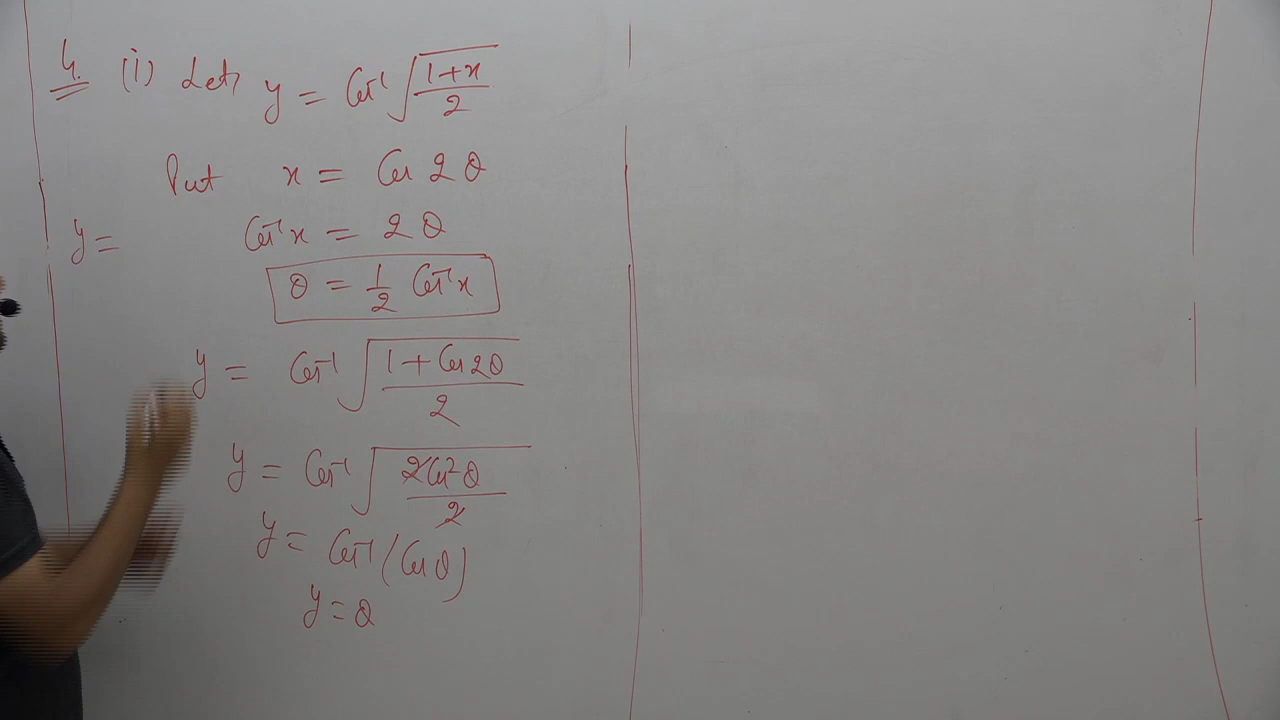 4. (i) Let, y = Cos⁻¹ √((1+x)/2)
Put x = Cos 2θ
y = Cos⁻¹x = 2θ
θ = 1/2 Cos⁻¹x
y = Cos⁻¹ √((1+Cos2θ)/2)
y = Cos⁻¹ √((2Cos²θ)/2)
y = Cos⁻¹(Cosθ)
y = θ